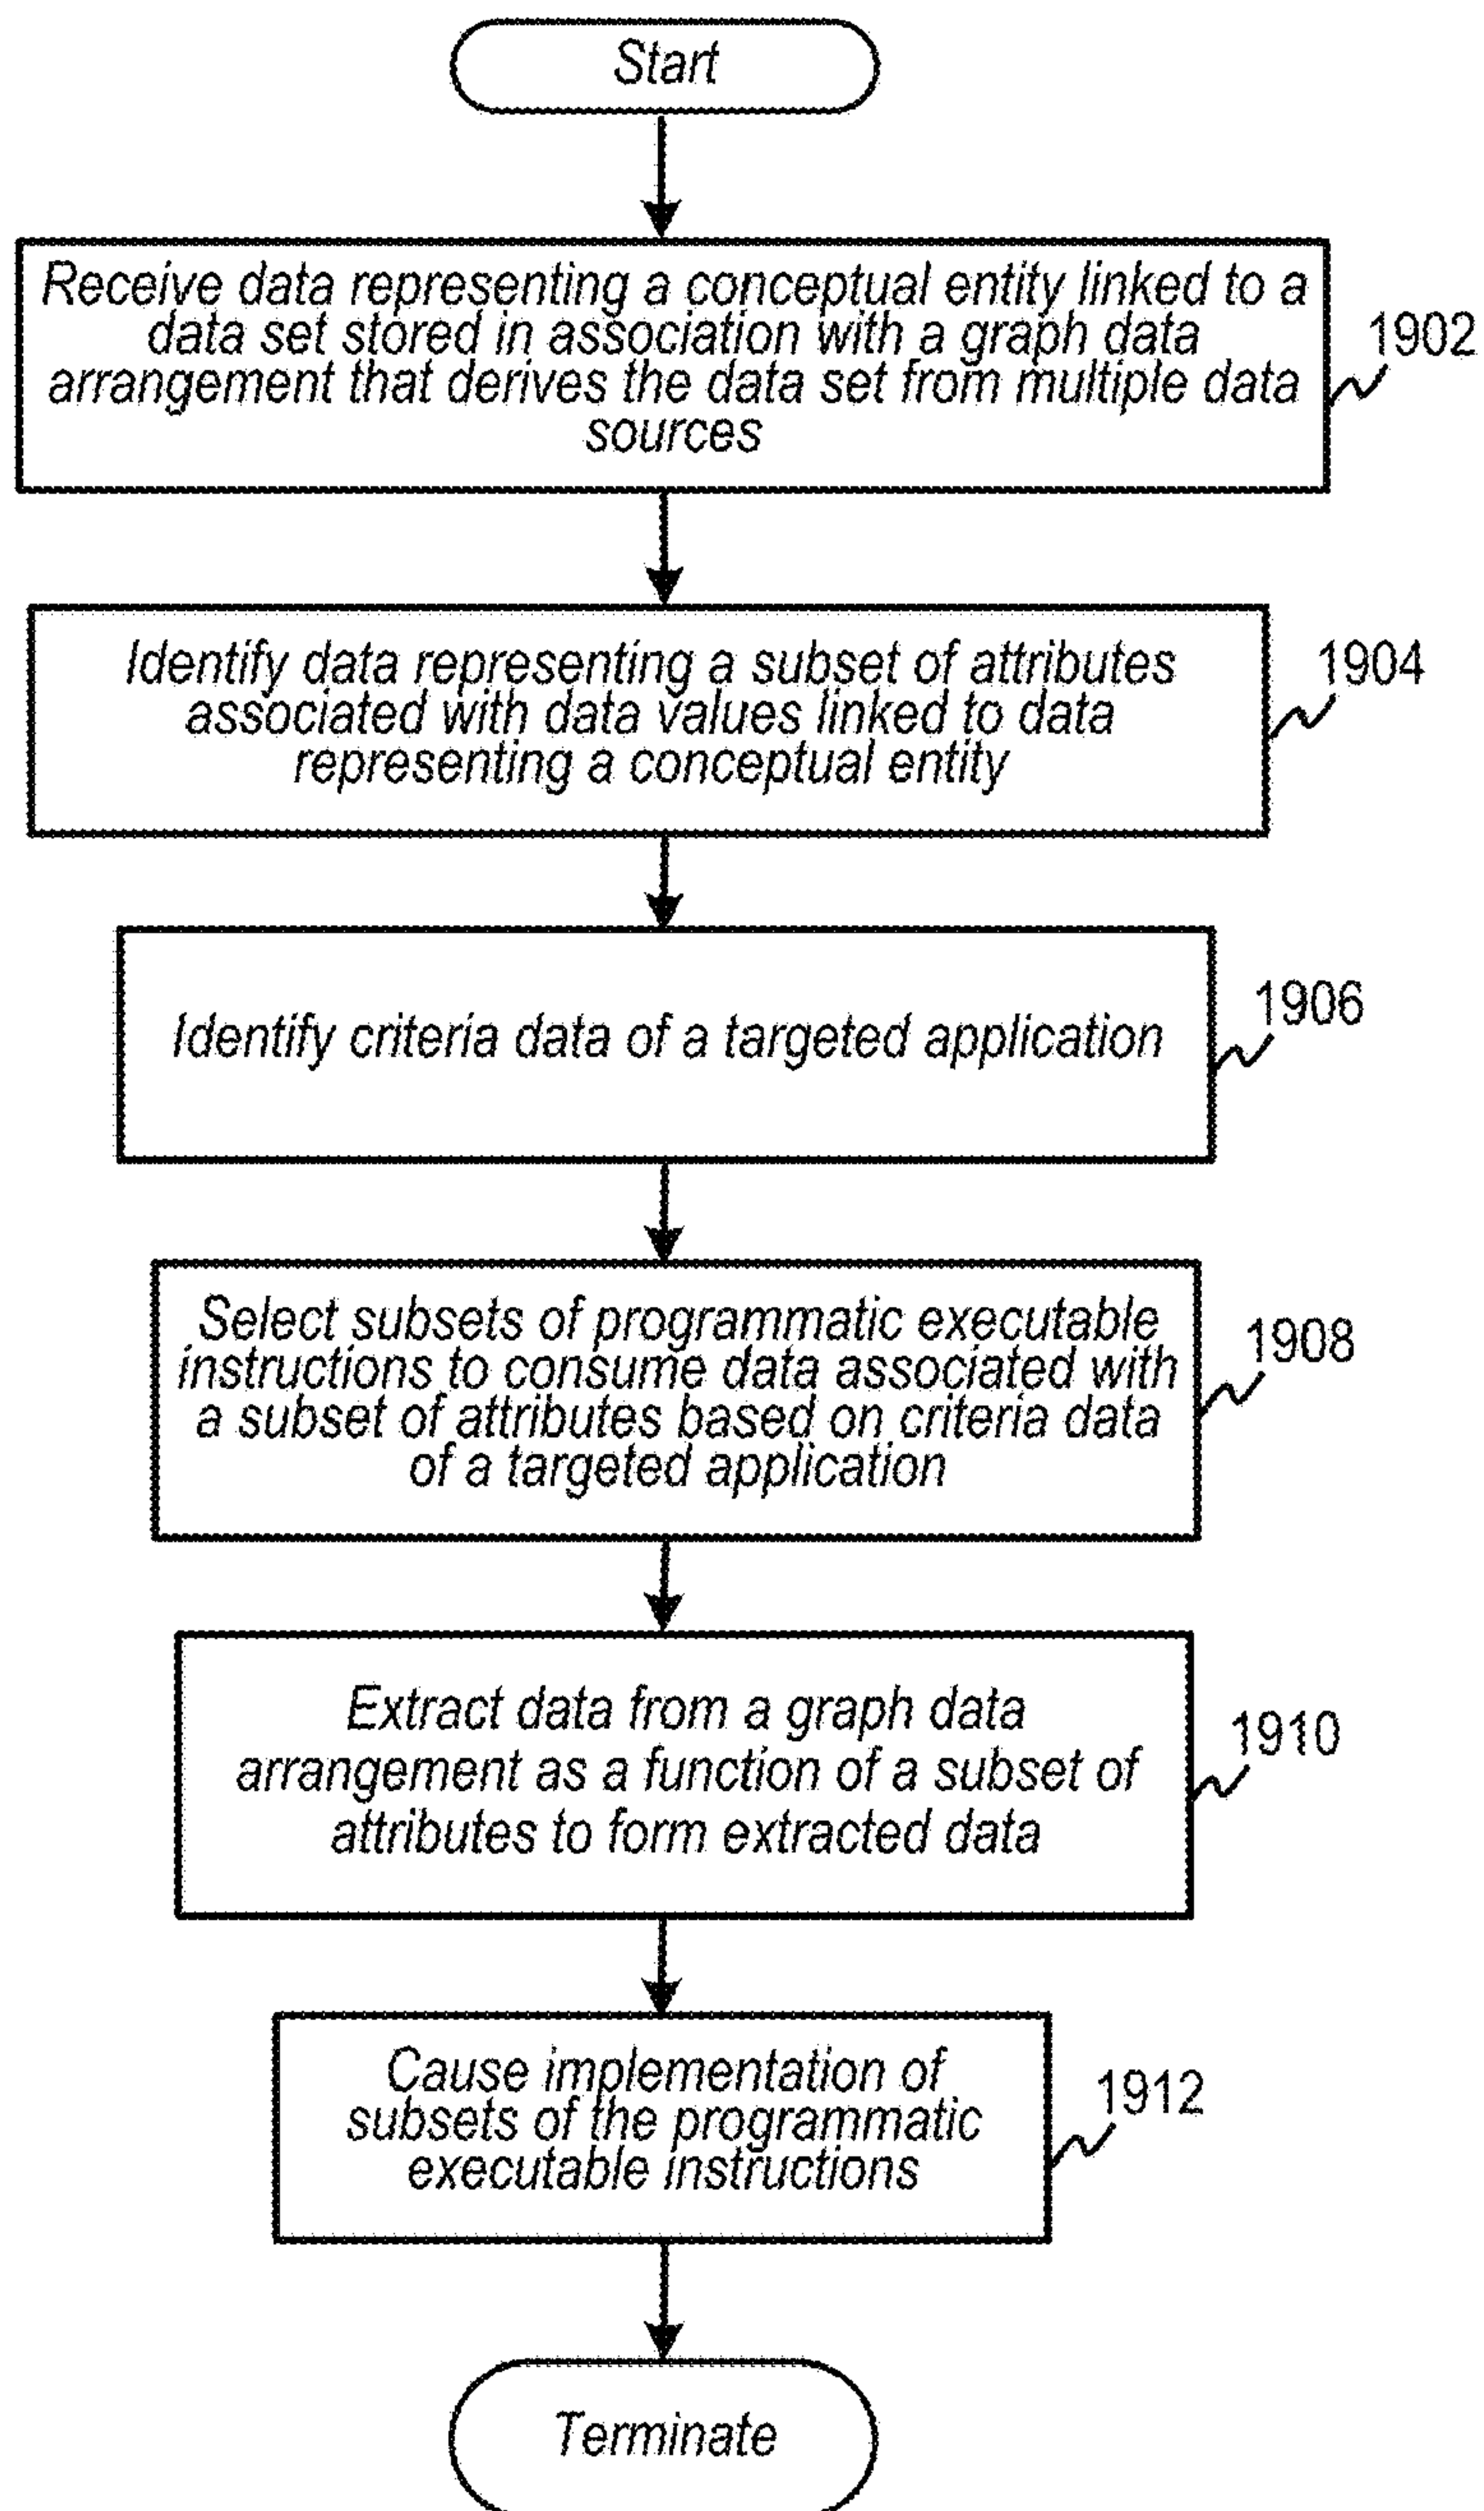 Start
Receive data representing a conceptual entity linked to a
data set stored in association with a graph data
arrangement that derives the data set from multiple data
sources
1902
Identify data representing a subset of attributes
associated with data values linked to data
representing a conceptual entity
1904
Identify criteria data of a targeted application
1906
Select subsets of programmatic executable
instructions to consume data associated with
a subset of attributes based on criteria data
of a targeted application
1908
Extract data from a graph data
arrangement as a function of a subset of
attributes to form extracted data
1910
Cause implementation of
subsets of the programmatic
executable instructions
1912
Terminate